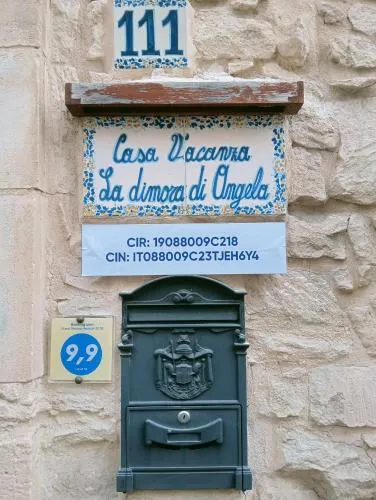 111
Casa Vacanza
La dimora di Angela
CIR: 19088009C218
CIN: IT088009C23TJEH6Y4
9,9